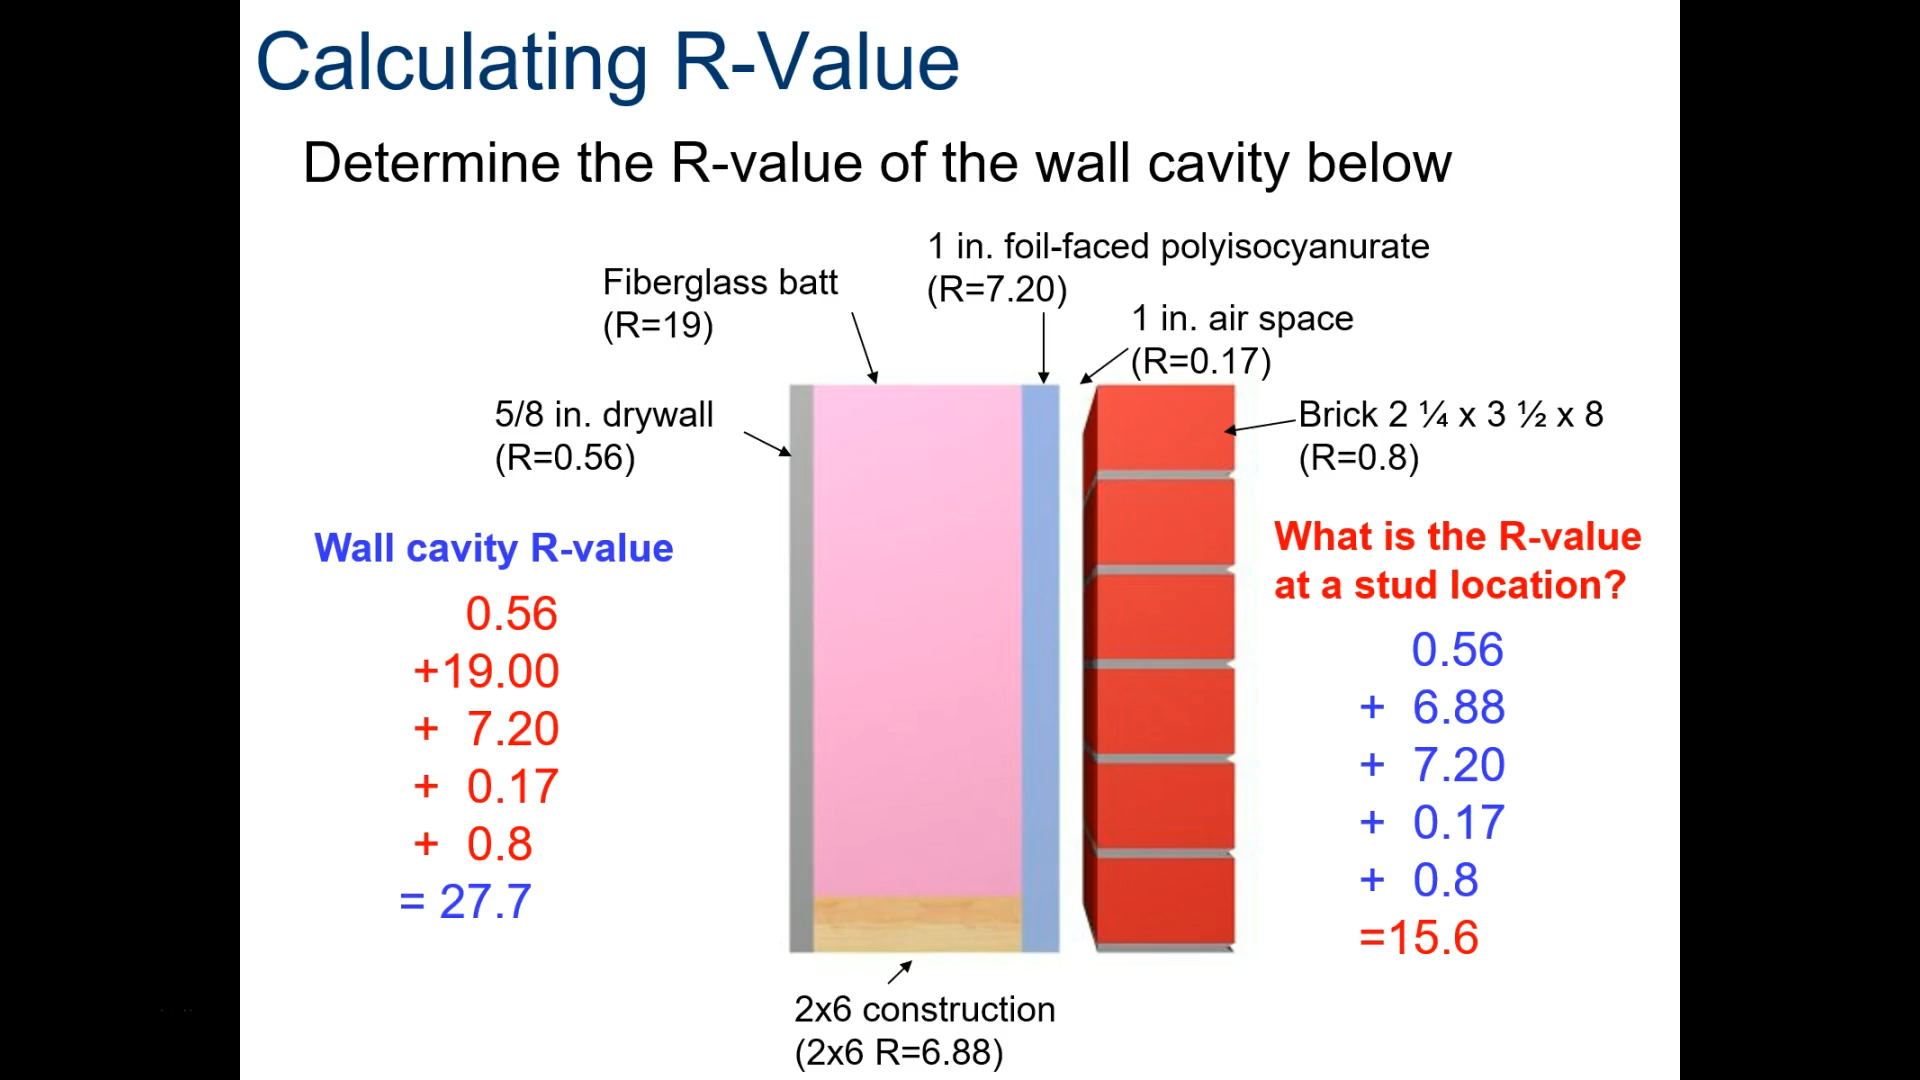 Calculating R-Value
Determine the R-value of the wall cavity below
1 in. foil-faced polyisocyanurate
(R=7.20)
Fiberglass batt
(R=19)
1 in. air space
(R=0.17)
5/8 in. drywall
(R=0.56)
Brick 2 ¼ x 3 ½ x 8
(R=0.8)
Wall cavity R-value
0.56
+19.00
+ 7.20
+ 0.17
+ 0.8
= 27.7
What is the R-value
at a stud location?
0.56
+ 6.88
+ 7.20
+ 0.17
+ 0.8
=15.6
2x6 construction
(2x6 R=6.88)